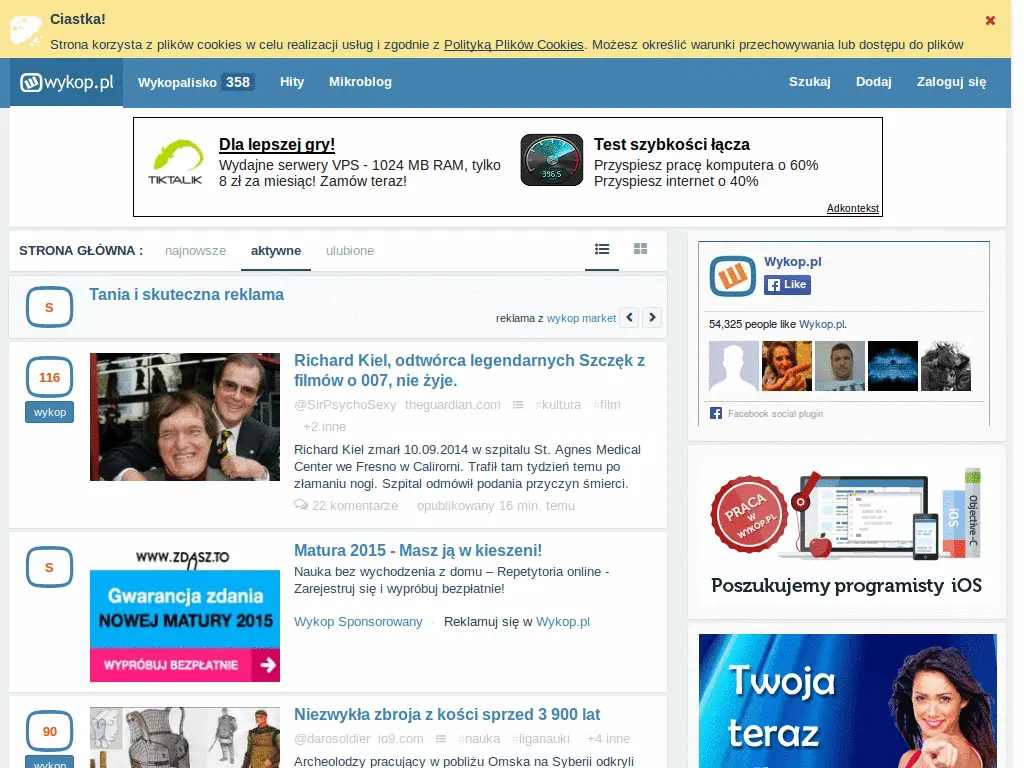 Ciastka!
Strona korzysta z plików cookies w celu realizacji usług i zgodnie z Polityką Plików Cookies. Możesz określić warunki przechowywania lub dostępu do plików
wykop.pl Wykopalisko 358 Hity Mikroblog Szukaj Dodaj Zaloguj się
Dla lepszej gry!
Wydajne serwery VPS - 1024 MB RAM, tylko
8 zł za miesiąc! Zamów teraz!
TIKTALIK
Test szybkości łącza
Przyspiesz pracę komputera o 60%
Przyspiesz internet o 40%
396.5
Adkontekst
STRONA GŁÓWNA : najnowsze aktywne ulubione
S
Tania i skuteczna reklama
reklama z wykop market
116
wykop
Richard Kiel, odtwórca legendarnych Szczęk z
filmów o 007, nie żyje.
@SirPsychoSexy theguardian.com #kultura #film
+2 inne
Richard Kiel zmarł 10.09.2014 w szpitalu St. Agnes Medical
Center we Fresno w Caliromi. Trafił tam tydzień temu po
złamaniu nogi. Szpital odmówił podania przyczyn śmierci.
22 komentarze opublikowany 16 min. temu
S
WWW.ZDASZ.TO
Gwarancja zdania
NOWEJ MATURY 2015
WYPRÓBUJ BEZPŁATNIE
Matura 2015 - Masz ją w kieszeni!
Nauka bez wychodzenia z domu – Repetytoria online -
Zarejestruj się i wypróbuj bezpłatnie!
Wykop Sponsorowany · Reklamuj się w Wykop.pl
90
wykop
Niezwykła zbroja z kości sprzed 3 900 lat
@darosoldier io9.com #nauka #liganauki +4 inne
Archeolodzy pracujący w pobliżu Omska na Syberii odkryli
Wykop.pl
Like
54,325 people like Wykop.pl.
Facebook social plugin
PRACA
W
WYKOP.PL
iOS
Objective-C
Poszukujemy programisty iOS
Twoja
teraz